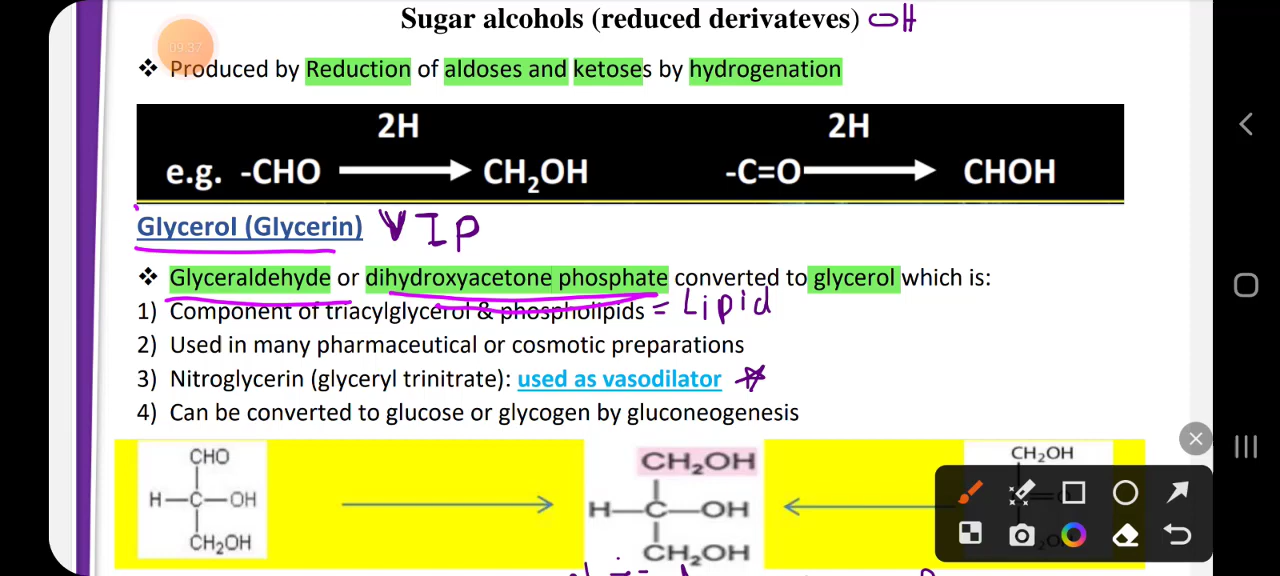 Sugar alcohols (reduced derivateves) OH
09:37
❖ Produced by Reduction of aldoses and ketoses by hydrogenation
2H 2H
e.g. -CHO → CH₂OH -C=O → CHOH
Glycerol (Glycerin) VIP
❖ Glyceraldehyde or dihydroxyacetone phosphate converted to glycerol which is:
1) Component of triacylglycerol & phospholipids = Lipid
2) Used in many pharmaceutical or cosmotic preparations
3) Nitroglycerin (glyceryl trinitrate): used as vasodilator
4) Can be converted to glucose or glycogen by gluconeogenesis
CHO CH₂OH CH₂OH
H—C—OH H—C—OH
CH₂OH CH₂OH